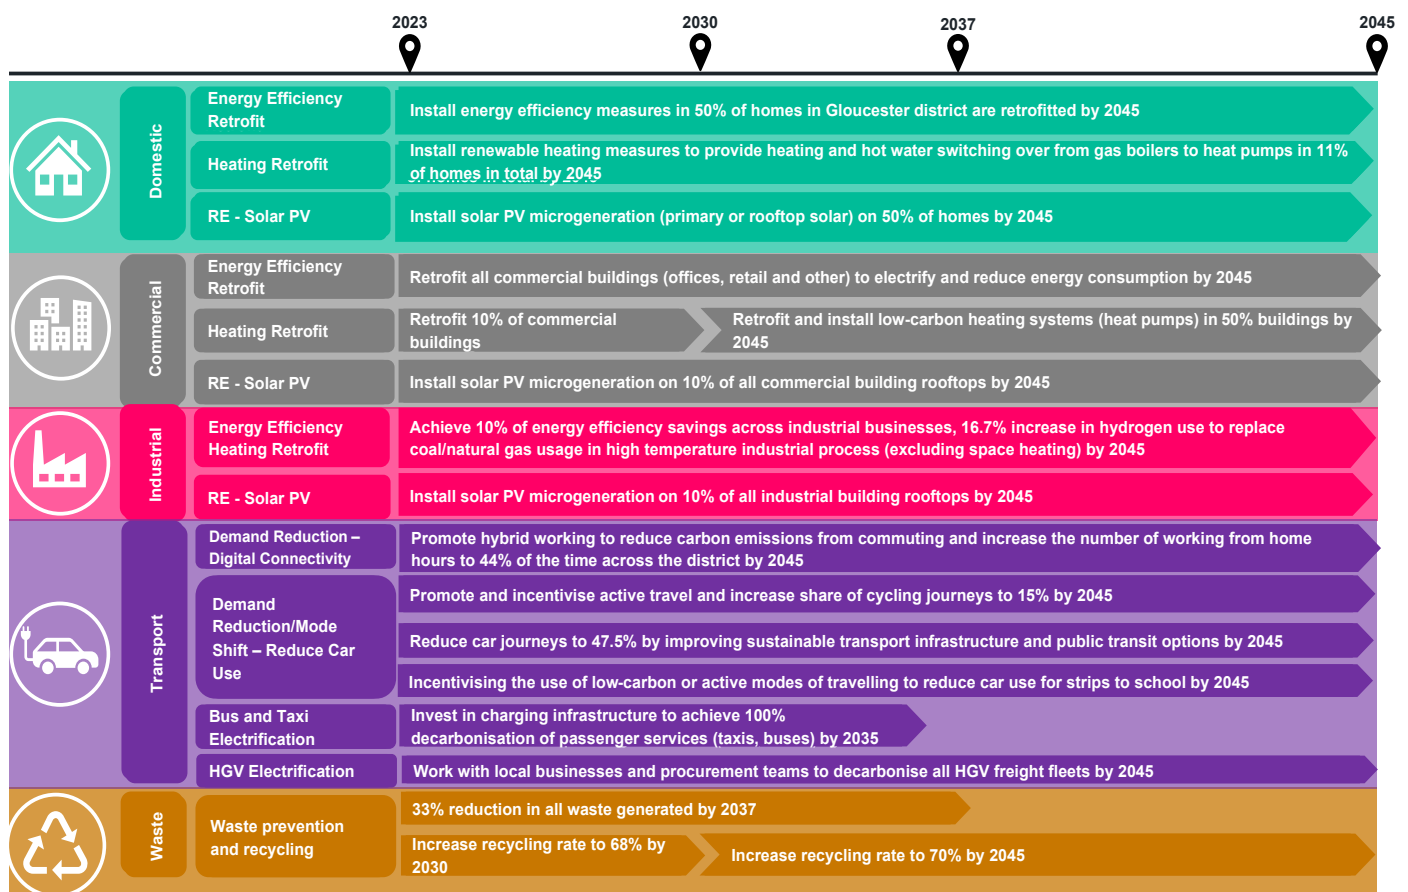 2023
2030
2037
2045
Domestic
Energy Efficiency
Retrofit
Install energy efficiency measures in 50% of homes in Gloucester district are retrofitted by 2045
Heating Retrofit
Install renewable heating measures to provide heating and hot water switching over from gas boilers to heat pumps in 11%
of homes in total by 2045
RE - Solar PV
Install solar PV microgeneration (primary or rooftop solar) on 50% of homes by 2045
Commercial
Energy Efficiency
Retrofit
Retrofit all commercial buildings (offices, retail and other) to electrify and reduce energy consumption by 2045
Heating Retrofit
Retrofit 10% of commercial
buildings
Retrofit and install low-carbon heating systems (heat pumps) in 50% buildings by
2045
RE - Solar PV
Install solar PV microgeneration on 10% of all commercial building rooftops by 2045
Industrial
Energy Efficiency
Heating Retrofit
Achieve 10% of energy efficiency savings across industrial businesses, 16.7% increase in hydrogen use to replace
coal/natural gas usage in high temperature industrial process (excluding space heating) by 2045
RE - Solar PV
Install solar PV microgeneration on 10% of all industrial building rooftops by 2045
Transport
Demand Reduction –
Digital Connectivity
Promote hybrid working to reduce carbon emissions from commuting and increase the number of working from home
hours to 44% of the time across the district by 2045
Demand
Reduction/Mode
Shift – Reduce Car
Use
Promote and incentivise active travel and increase share of cycling journeys to 15% by 2045
Reduce car journeys to 47.5% by improving sustainable transport infrastructure and public transit options by 2045
Incentivising the use of low-carbon or active modes of travelling to reduce car use for strips to school by 2045
Bus and Taxi
Electrification
Invest in charging infrastructure to achieve 100%
decarbonisation of passenger services (taxis, buses) by 2035
HGV Electrification
Work with local businesses and procurement teams to decarbonise all HGV freight fleets by 2045
Waste
Waste prevention
and recycling
33% reduction in all waste generated by 2037
Increase recycling rate to 68% by
2030
Increase recycling rate to 70% by 2045